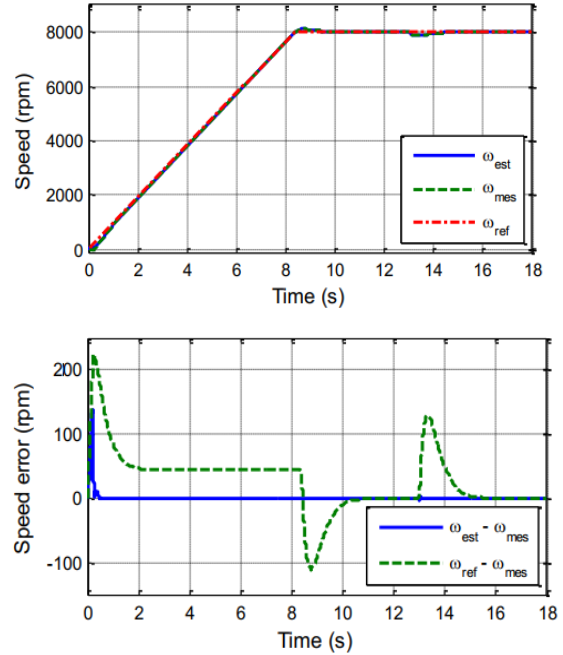 8000
6000
4000
2000
0
Speed (rpm)
ω_est
ω_mes
ω_ref
0 2 4 6 8 10 12 14 16 18
Time (s)
200
100
0
-100
Speed error (rpm)
ω_est - ω_mes
ω_ref - ω_mes
0 2 4 6 8 10 12 14 16 18
Time (s)